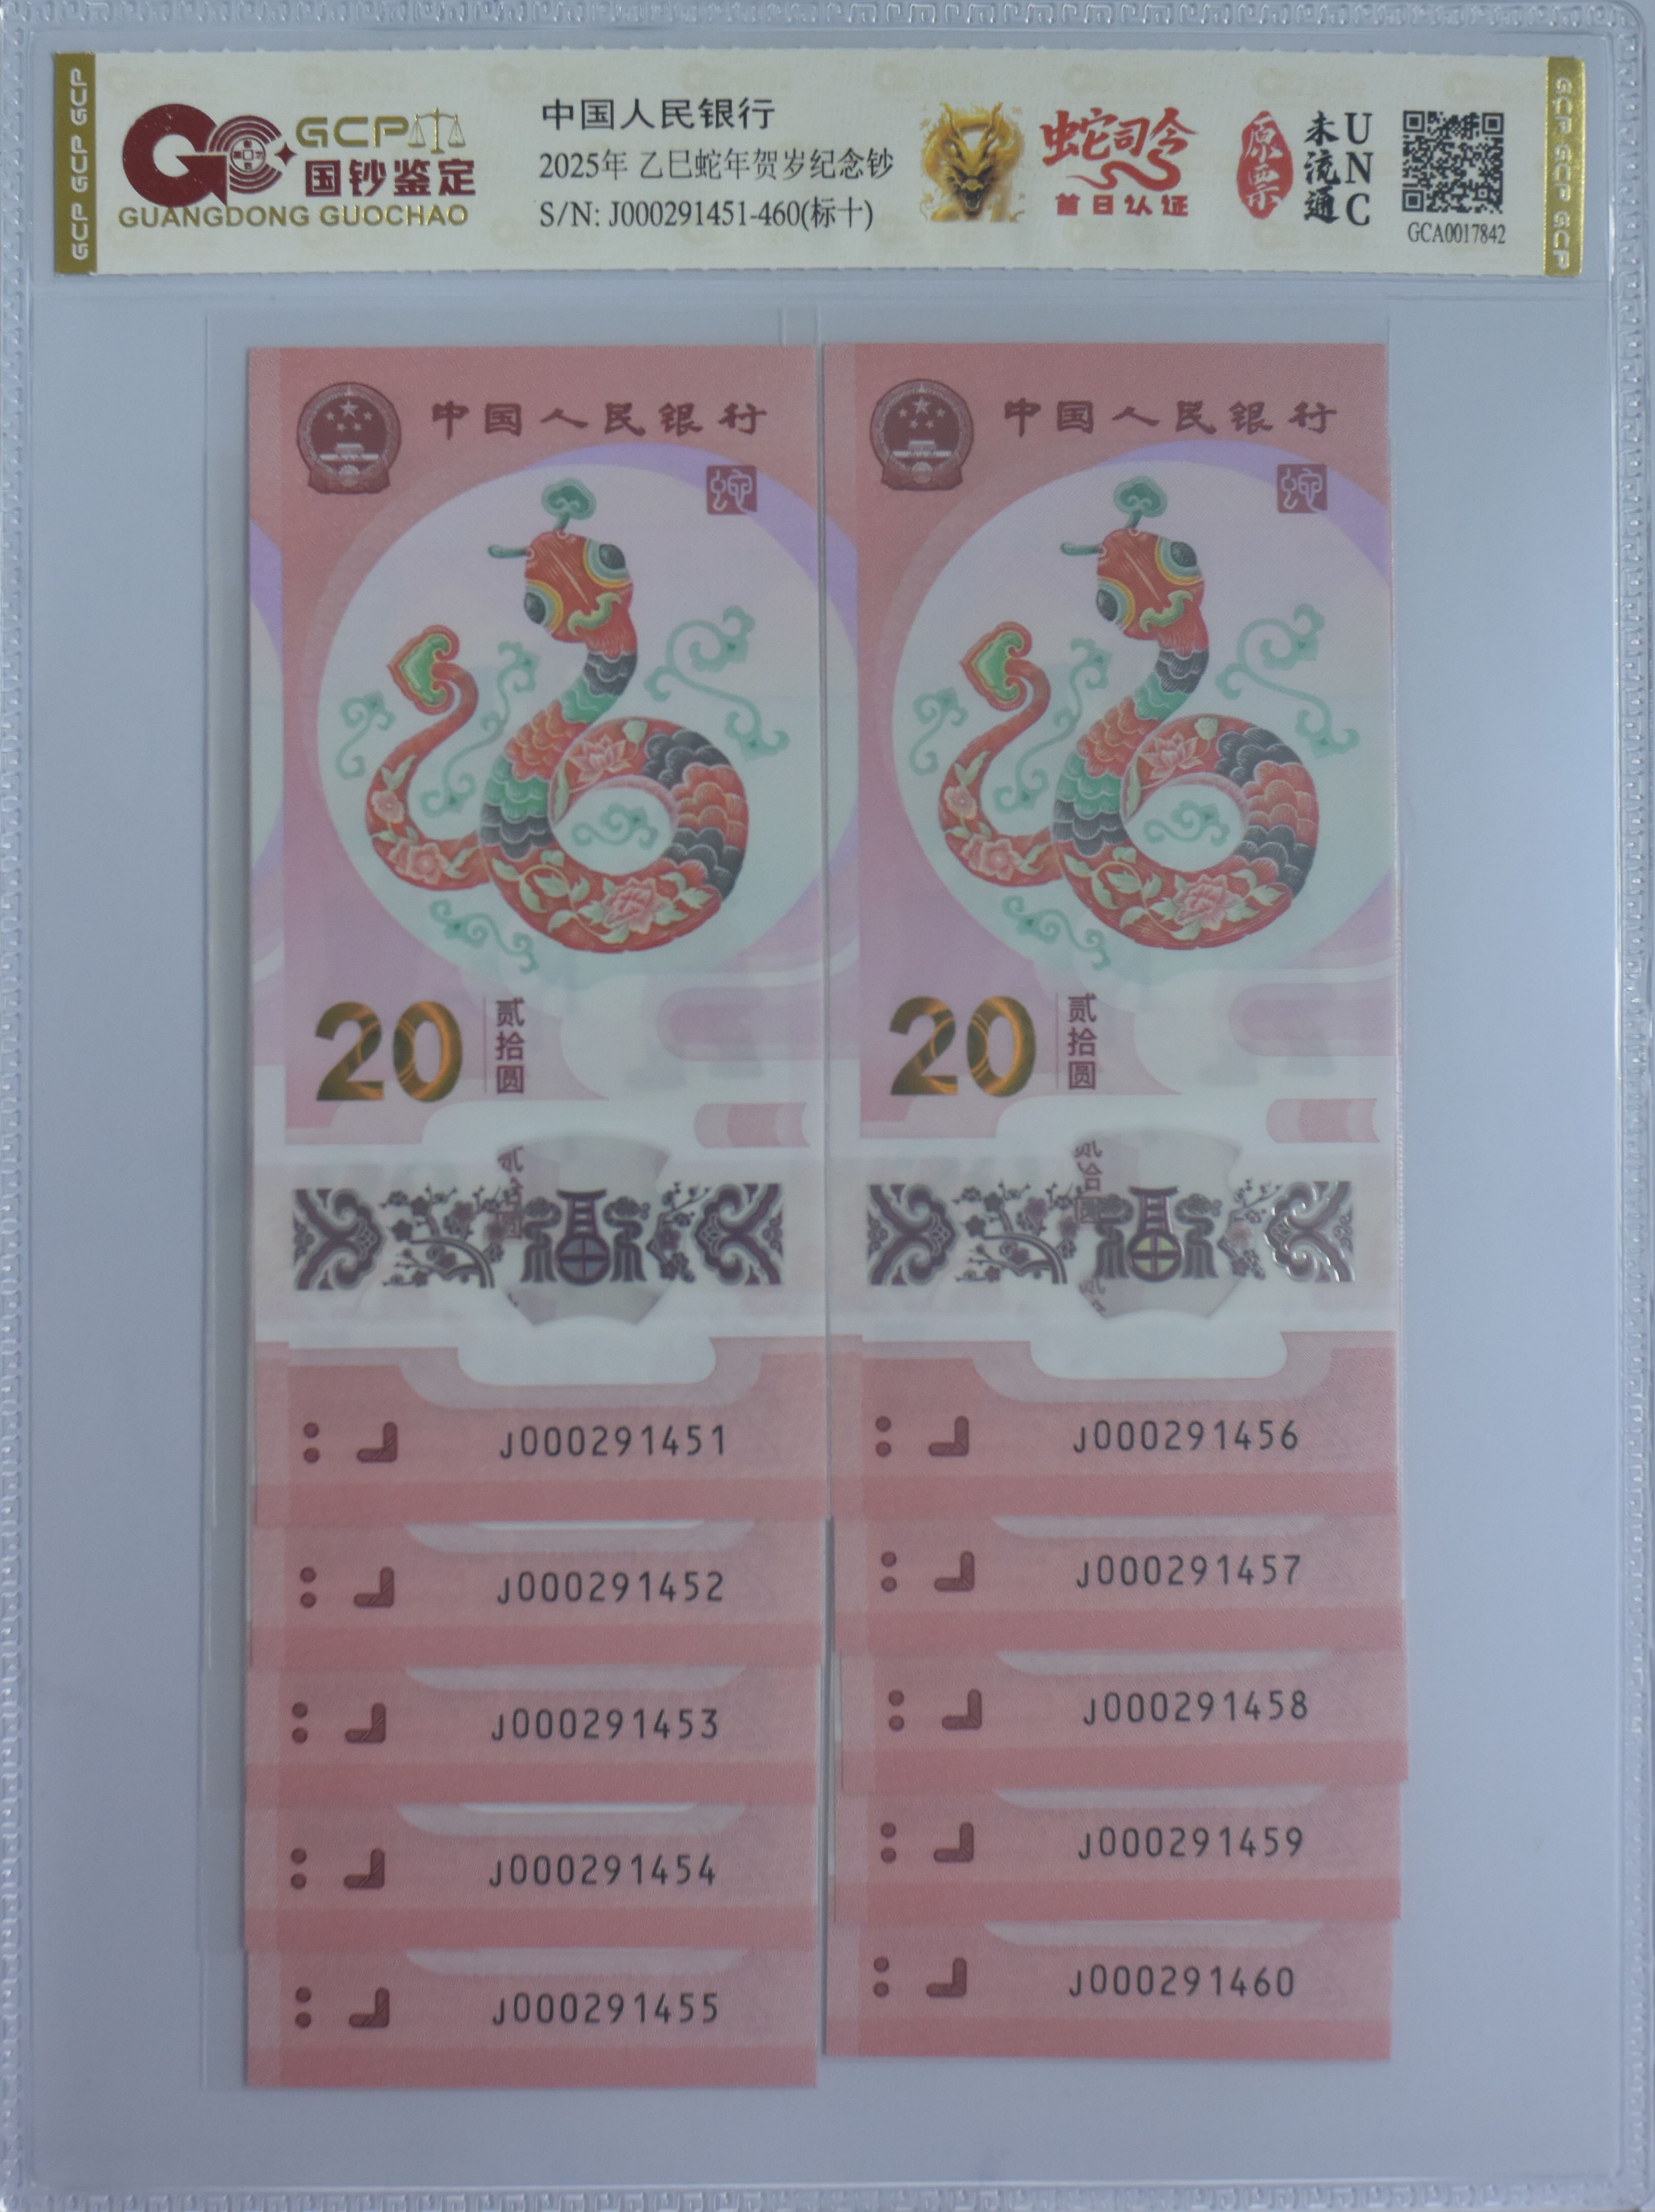 GCP GCP GCP
GCP
国钞鉴定
GUANGDONG GUOCHAO
中国人民银行
2025年 乙巳蛇年贺岁纪念钞
S/N: J000291451-460(标十)
蛇司令
首日认证
原票
未流通
UNC
GCA0017842
GCP GCP GCP
中国人民银行
蛇
20
贰拾圆
J000291451
J000291452
J000291453
J000291454
J000291455
中国人民银行
蛇
20
贰拾圆
J000291456
J000291457
J000291458
J000291459
J000291460